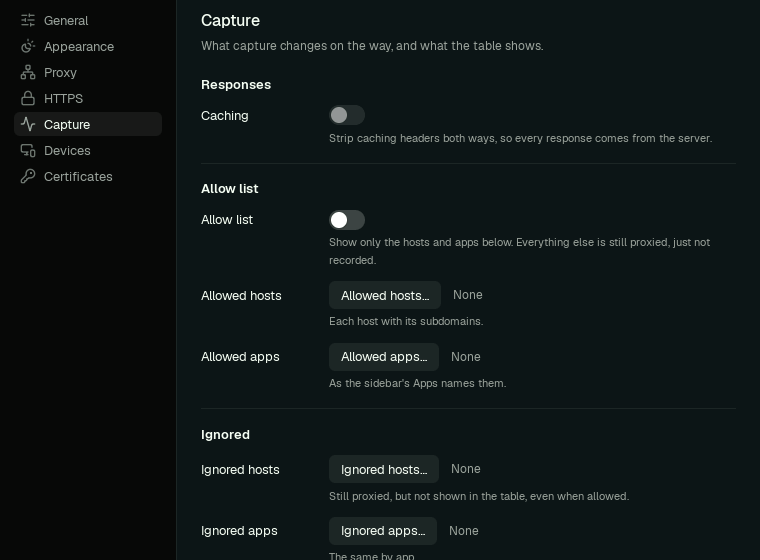 General
Appearance
Proxy
HTTPS
Capture
Devices
Certificates
Capture
What capture changes on the way, and what the table shows.
Responses
Caching
Strip caching headers both ways, so every response comes from the server.
Allow list
Allow list
Show only the hosts and apps below. Everything else is still proxied, just not
recorded.
Allowed hosts
Allowed hosts...
None
Each host with its subdomains.
Allowed apps
Allowed apps...
None
As the sidebar's Apps names them.
Ignored
Ignored hosts
Ignored hosts...
None
Still proxied, but not shown in the table, even when allowed.
Ignored apps
Ignored apps...
None
The same by app.